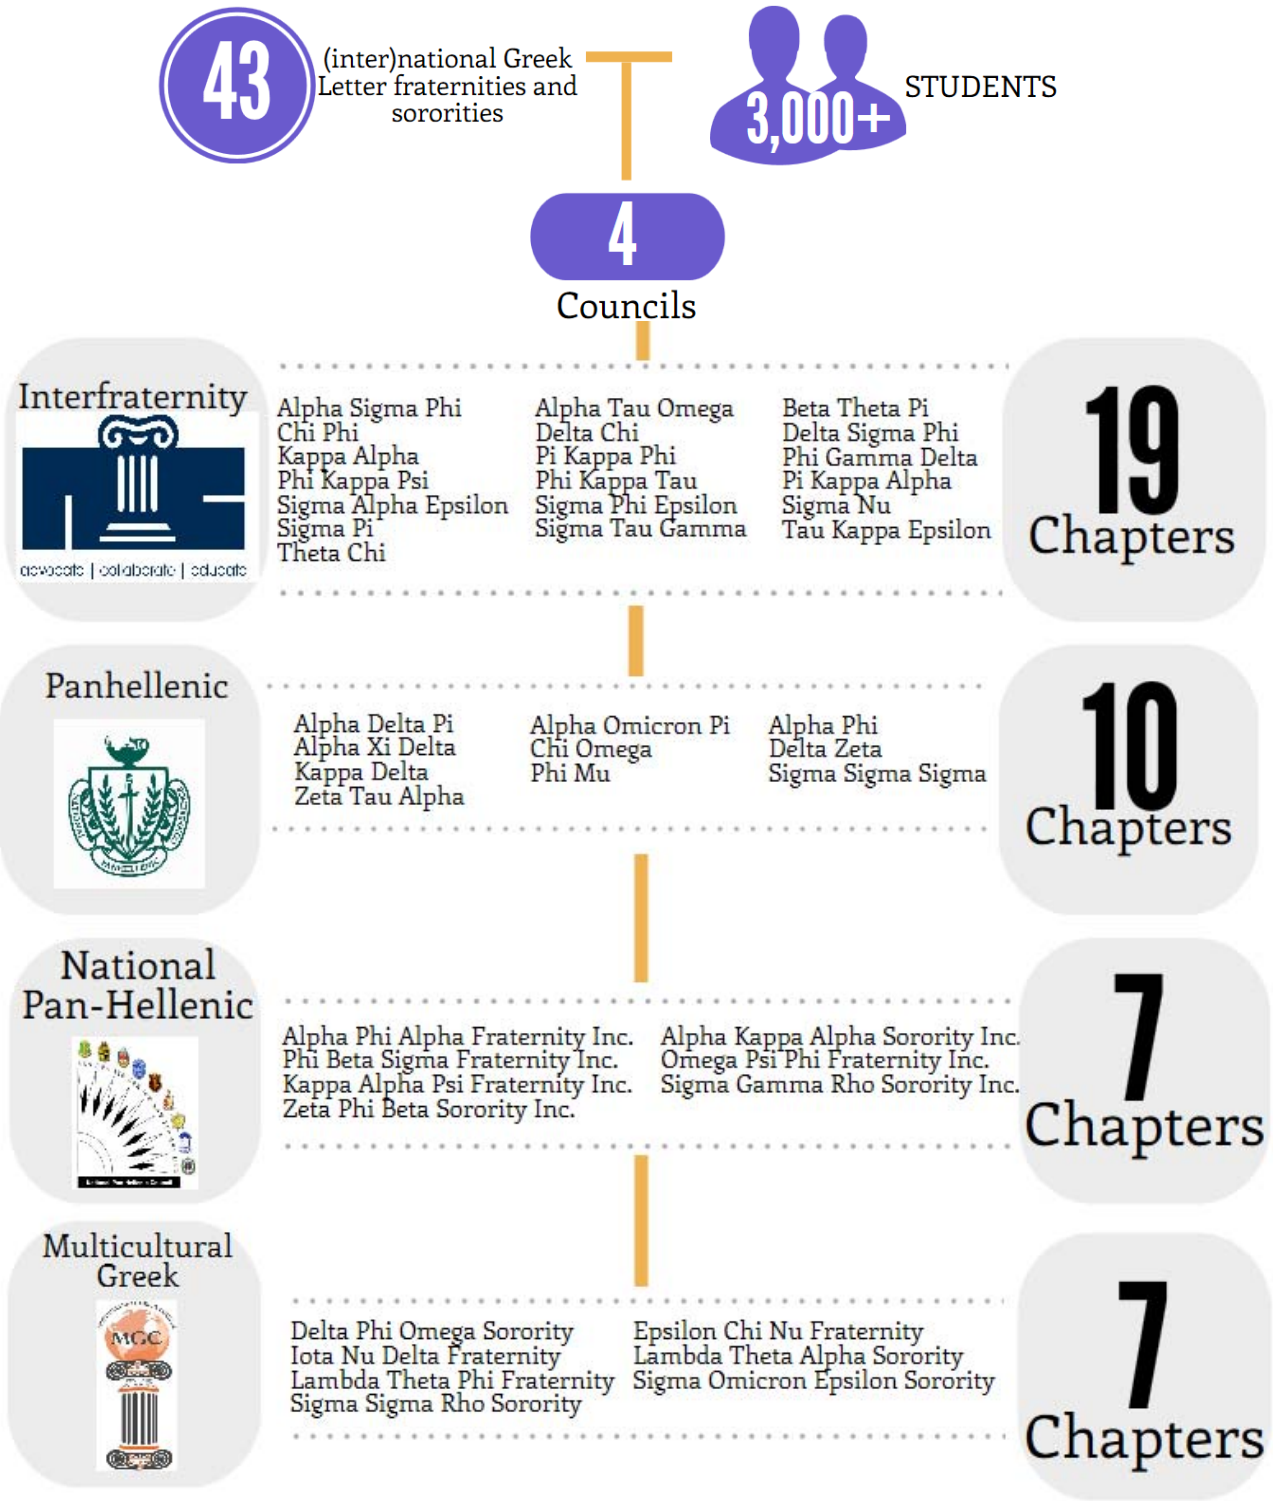 43
(inter)national Greek
Letter fraternities and
sororities
3,000+
STUDENTS
4
Councils
Interfraternity
advocate | collaborate | educate
Alpha Sigma Phi
Chi Phi
Kappa Alpha
Phi Kappa Psi
Sigma Alpha Epsilon
Sigma Pi
Theta Chi
Alpha Tau Omega
Delta Chi
Pi Kappa Phi
Phi Kappa Tau
Sigma Phi Epsilon
Sigma Tau Gamma
Beta Theta Pi
Delta Sigma Phi
Phi Gamma Delta
Pi Kappa Alpha
Sigma Nu
Tau Kappa Epsilon
19
Chapters
Panhellenic
NATIONAL
PANHELLENIC
CONFERENCE
Alpha Delta Pi
Alpha Xi Delta
Kappa Delta
Zeta Tau Alpha
Alpha Omicron Pi
Chi Omega
Phi Mu
Alpha Phi
Delta Zeta
Sigma Sigma Sigma
10
Chapters
National
Pan-Hellenic
National Pan-Hellenic Council
Alpha Phi Alpha Fraternity Inc.
Phi Beta Sigma Fraternity Inc.
Kappa Alpha Psi Fraternity Inc.
Zeta Phi Beta Sorority Inc.
Alpha Kappa Alpha Sorority Inc.
Omega Psi Phi Fraternity Inc.
Sigma Gamma Rho Sorority Inc.
7
Chapters
Multicultural
Greek
MGC
Delta Phi Omega Sorority
Iota Nu Delta Fraternity
Lambda Theta Phi Fraternity
Sigma Sigma Rho Sorority
Epsilon Chi Nu Fraternity
Lambda Theta Alpha Sorority
Sigma Omicron Epsilon Sorority
7
Chapters